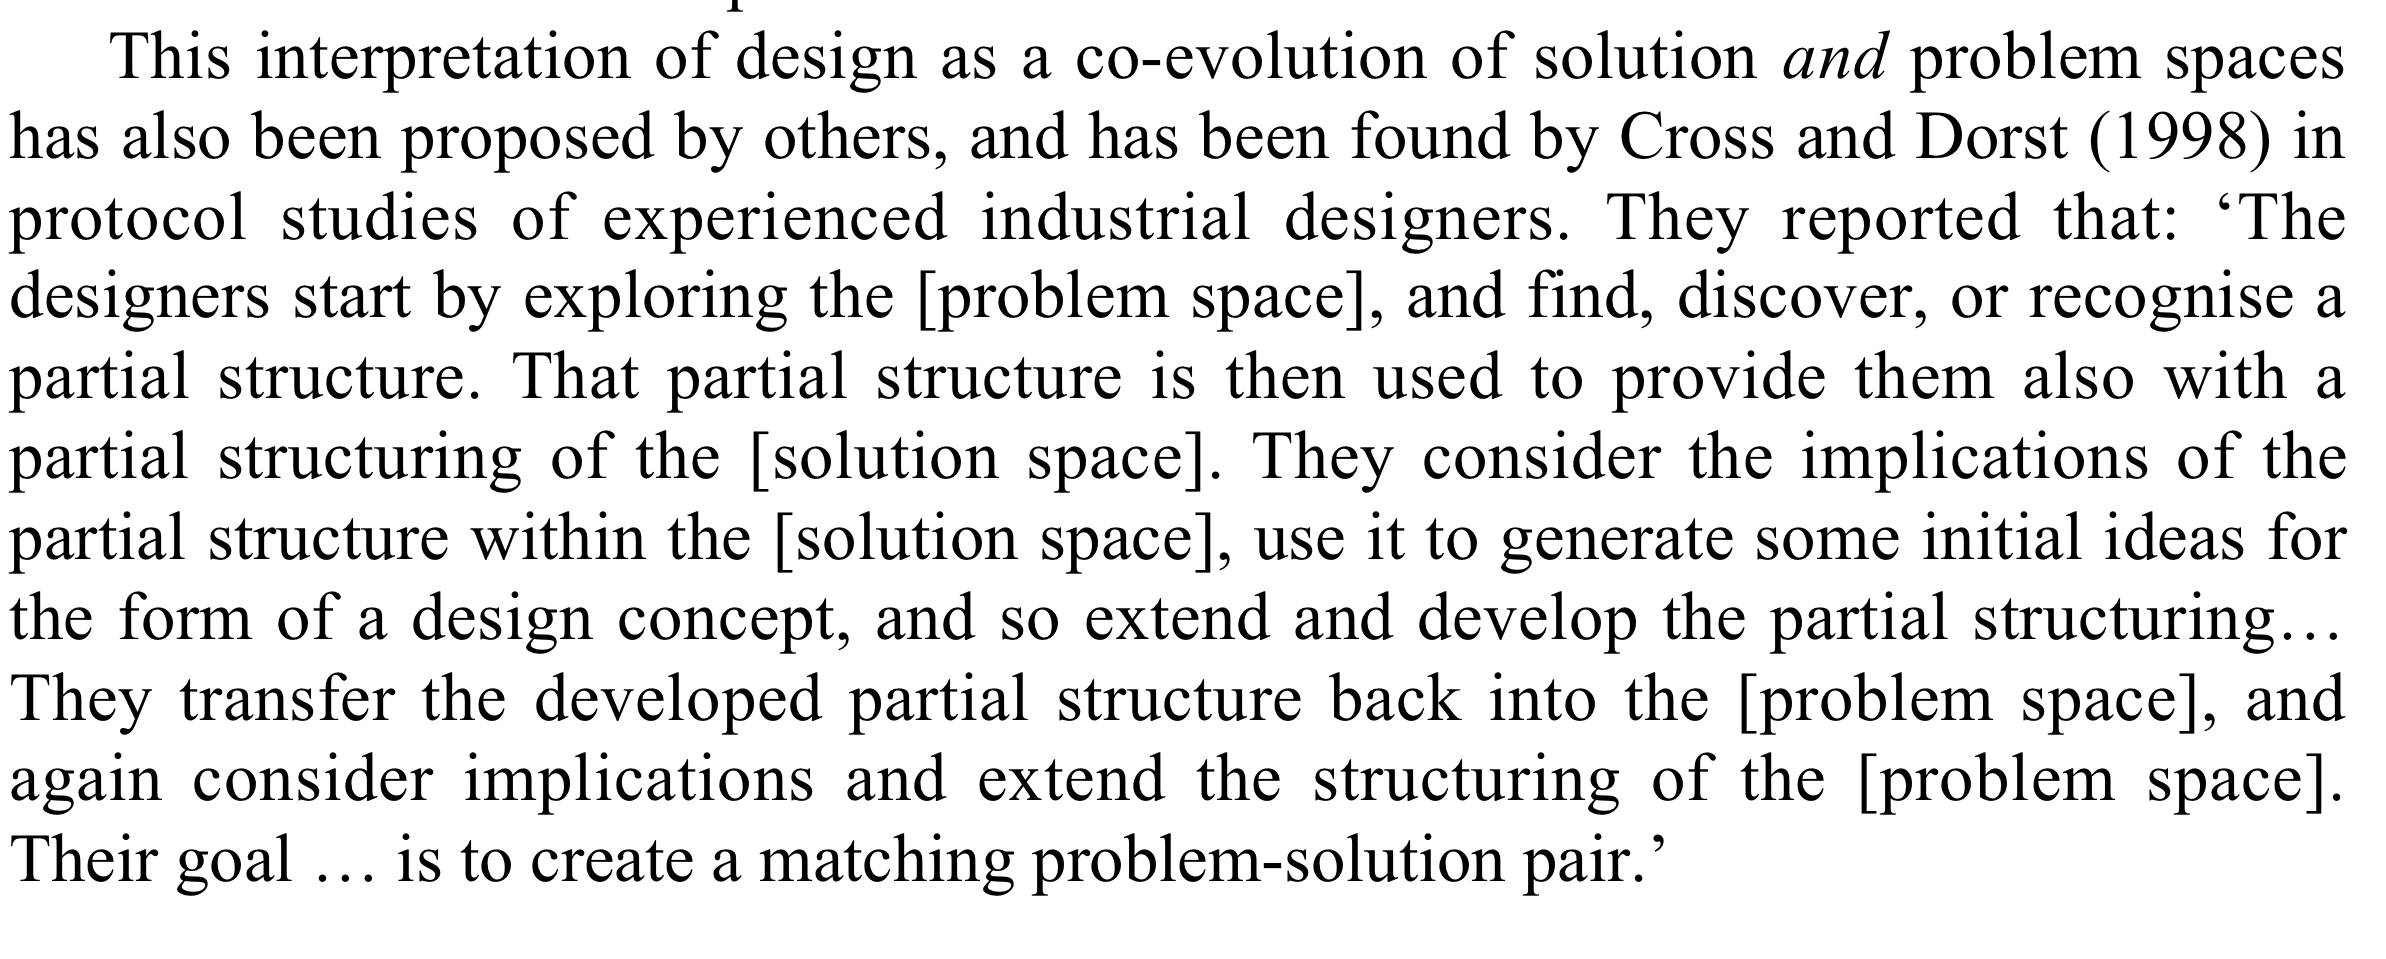 This interpretation of design as a co-evolution of solution and problem spaces
has also been proposed by others, and has been found by Cross and Dorst (1998) in
protocol studies of experienced industrial designers. They reported that: ‘The
designers start by exploring the [problem space], and find, discover, or recognise a
partial structure. That partial structure is then used to provide them also with a
partial structuring of the [solution space]. They consider the implications of the
partial structure within the [solution space], use it to generate some initial ideas for
the form of a design concept, and so extend and develop the partial structuring…
They transfer the developed partial structure back into the [problem space], and
again consider implications and extend the structuring of the [problem space].
Their goal … is to create a matching problem-solution pair.’